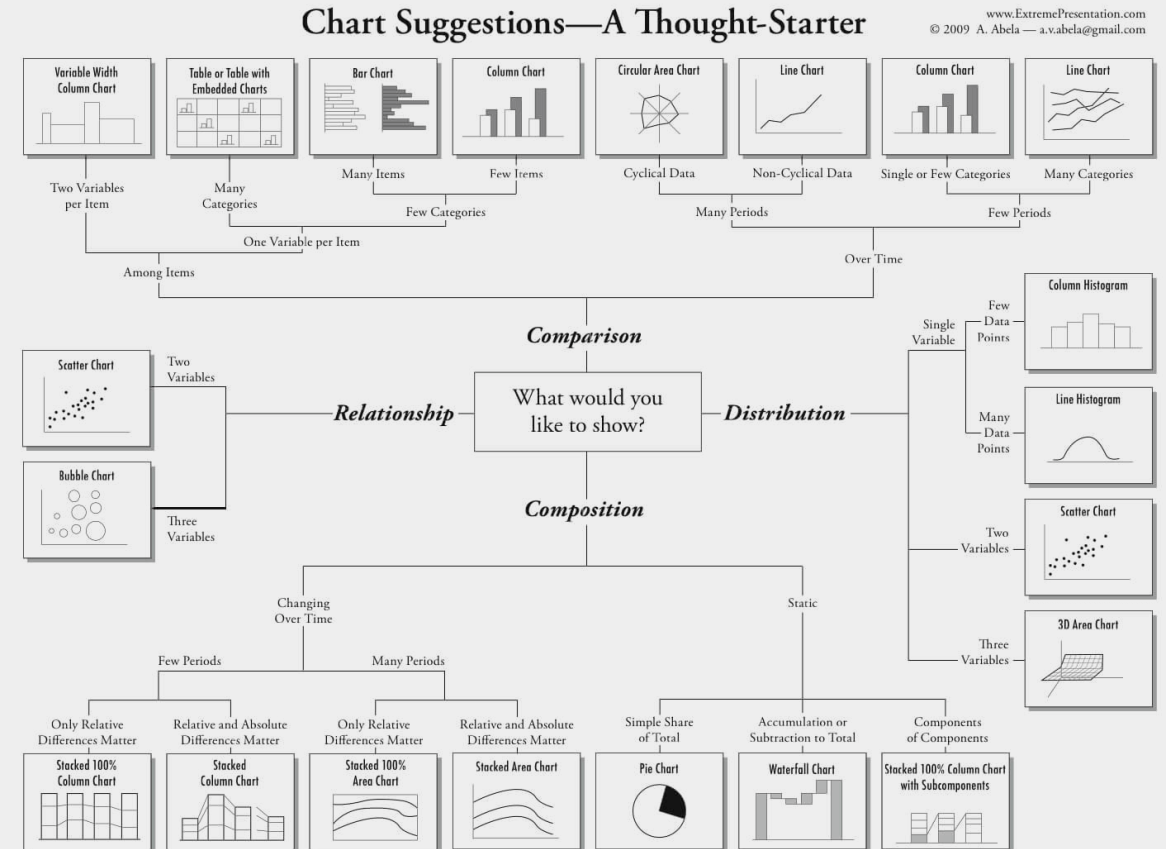 Chart Suggestions—A Thought-Starter
www.ExtremePresentation.com
© 2009 A. Abela — a.v.abela@gmail.com
Variable Width
Column Chart
Table or Table with
Embedded Charts
Bar Chart
Column Chart
Circular Area Chart
Line Chart
Column Chart
Line Chart
Two Variables
per Item
Many
Categories
Many Items
Few Items
Cyclical Data
Non-Cyclical Data
Single or Few Categories
Many Categories
Few Categories
Many Periods
Few Periods
One Variable per Item
Among Items
Over Time
Comparison
What would you
like to show?
Relationship
Two
Variables
Scatter Chart
Bubble Chart
Three
Variables
Distribution
Single
Variable
Few
Data
Points
Column Histogram
Many
Data
Points
Line Histogram
Two
Variables
Scatter Chart
Three
Variables
3D Area Chart
Composition
Changing
Over Time
Static
Few Periods
Many Periods
Only Relative
Differences Matter
Relative and Absolute
Differences Matter
Only Relative
Differences Matter
Relative and Absolute
Differences Matter
Simple Share
of Total
Accumulation or
Subtraction to Total
Components
of Components
Stacked 100%
Column Chart
Stacked
Column Chart
Stacked 100%
Area Chart
Stacked Area Chart
Pie Chart
Waterfall Chart
Stacked 100% Column Chart
with Subcomponents